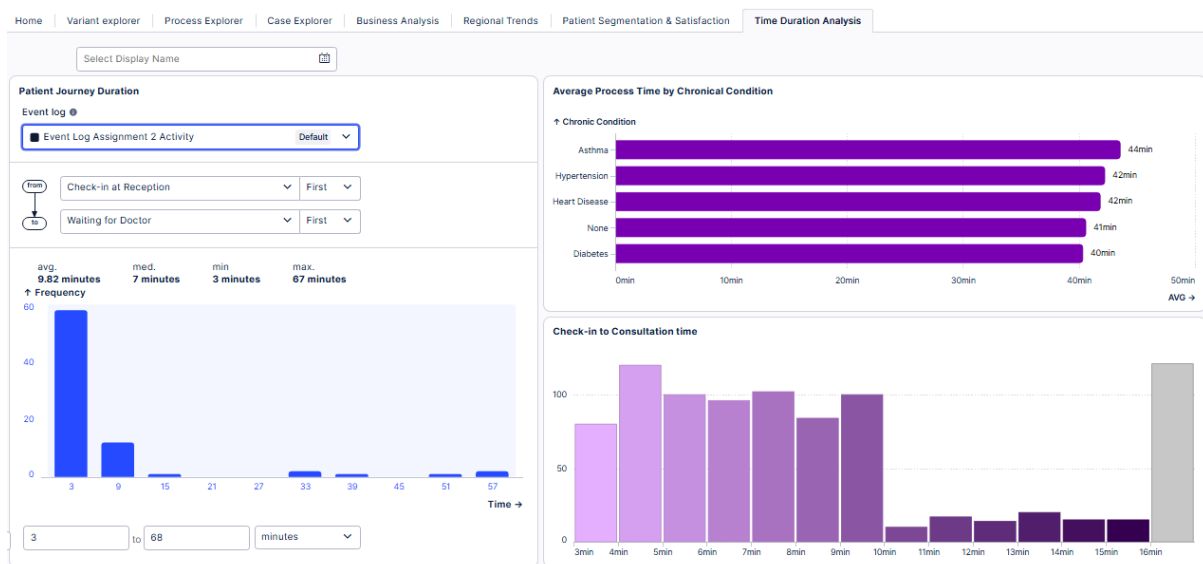 Home Variant explorer Process Explorer Case Explorer Business Analysis Regional Trends Patient Segmentation & Satisfaction Time Duration Analysis
Select Display Name
Patient Journey Duration
Event log
Event Log Assignment 2 Activity Default
from Check-in at Reception First
to Waiting for Doctor First
avg. med. min max.
9.82 minutes 7 minutes 3 minutes 67 minutes
↑ Frequency
60
40
20
0
3 9 15 21 27 33 39 45 51 57
Time →
3 to 68 minutes
Average Process Time by Chronical Condition
↑ Chronic Condition
Asthma 44min
Hypertension 42min
Heart Disease 42min
None 41min
Diabetes 40min
0min 10min 20min 30min 40min 50min
AVG →
Check-in to Consultation time
100
50
0
3min 4min 5min 6min 7min 8min 9min 10min 11min 12min 13min 14min 15min 16min